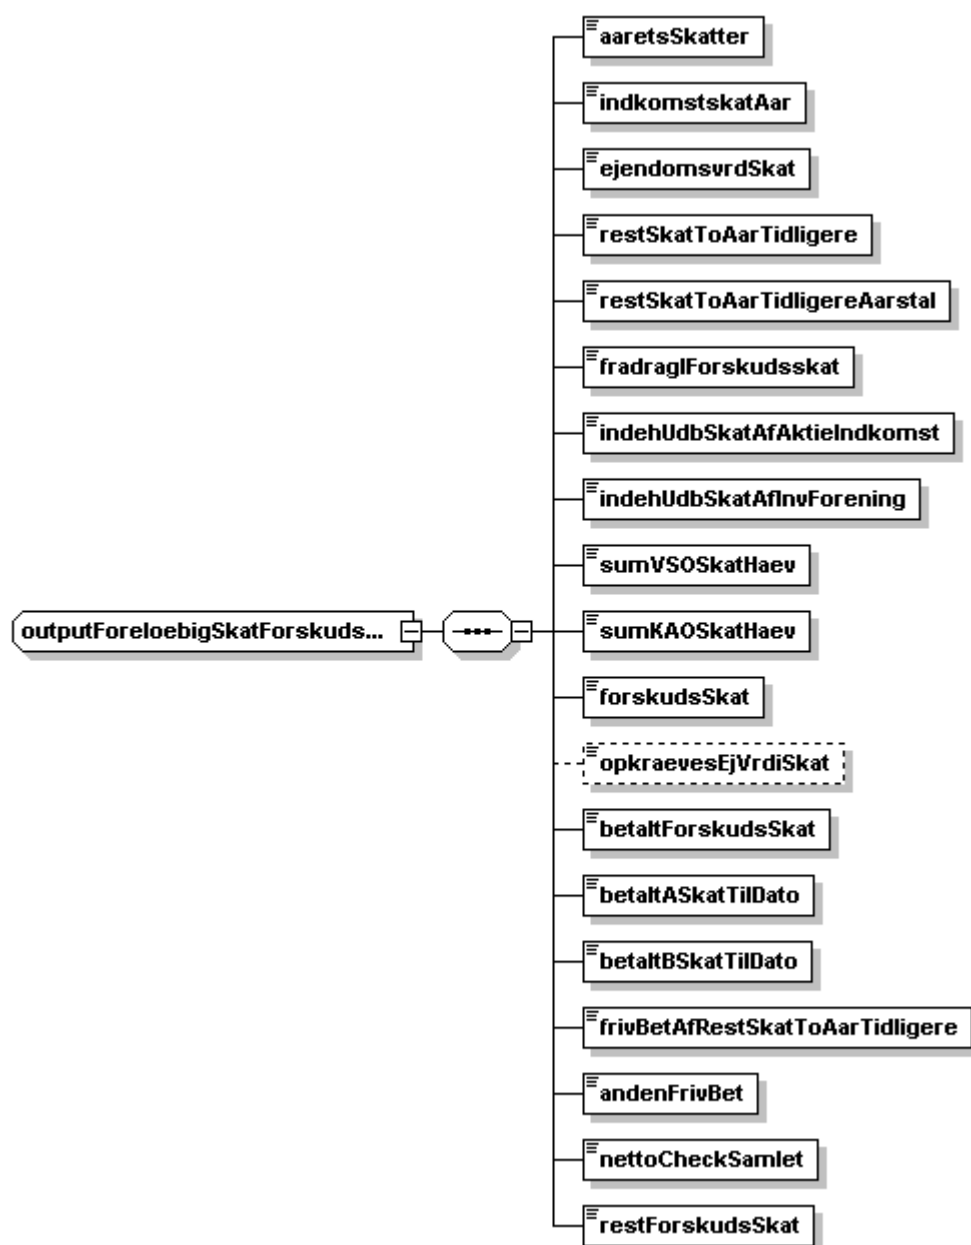 aaretsSkatter
indkomstskatAar
ejendomsvrdSkat
restSkatToAarTidligere
restSkatToAarTidligereAarstal
fradraglForskudsskat
indehUdbSkatAfAktieIndkomst
indehUdbSkatAfInvForening
sumVSOSkatHaev
outputForeloebigSkatForskuds...
sumKAOSkatHaev
forskudsSkat
opkraevesEjVrdiSkat
betaltForskudsSkat
betaltASkatTilDato
betaltBSkatTilDato
frivBetAfRestSkatToAarTidligere
andenFrivBet
nettoCheckSamlet
restForskudsSkat